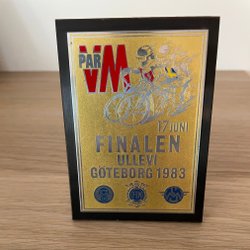 PAR
VM
17 JUNI
FINALEN
ULLEVI
GÖTEBORG 1983